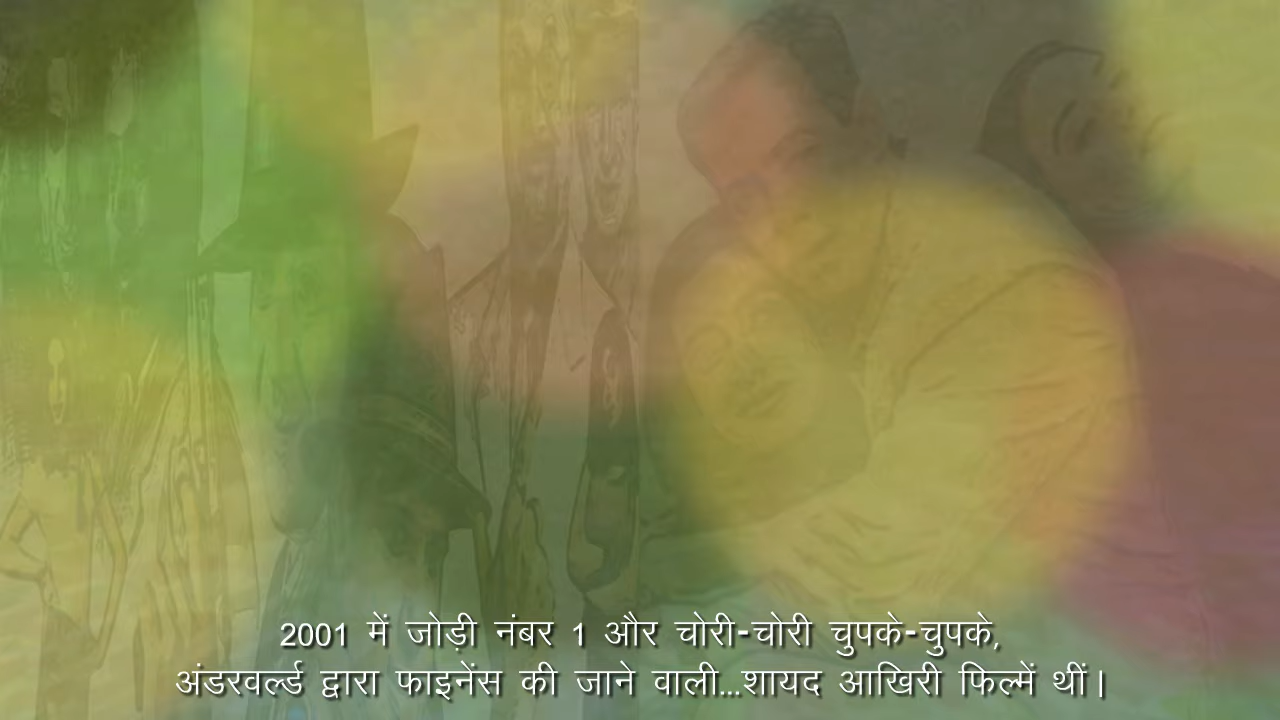 2001 में जोड़ी नंबर 1 और चोरी-चोरी चुपके-चुपके,
अंडरवर्ल्ड द्वारा फाइनेंस की जाने वाली...शायद आखिरी फिल्में थीं।